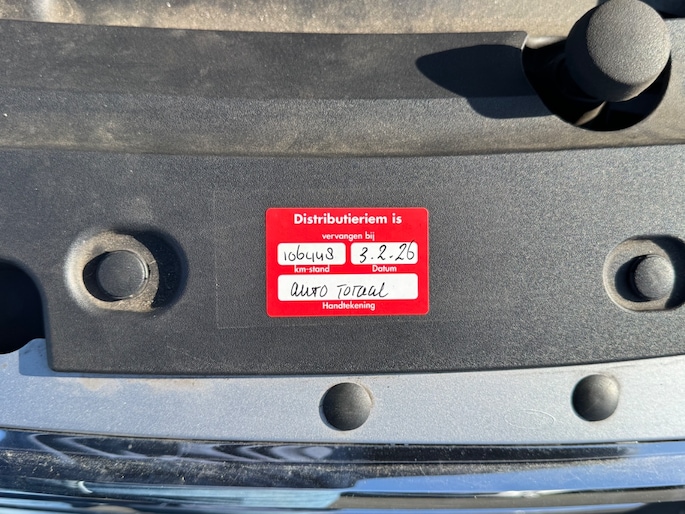 Distributieriem is
vervangen bij
106448 3.2.26
km-stand Datum
Auto Totaal
Handtekening